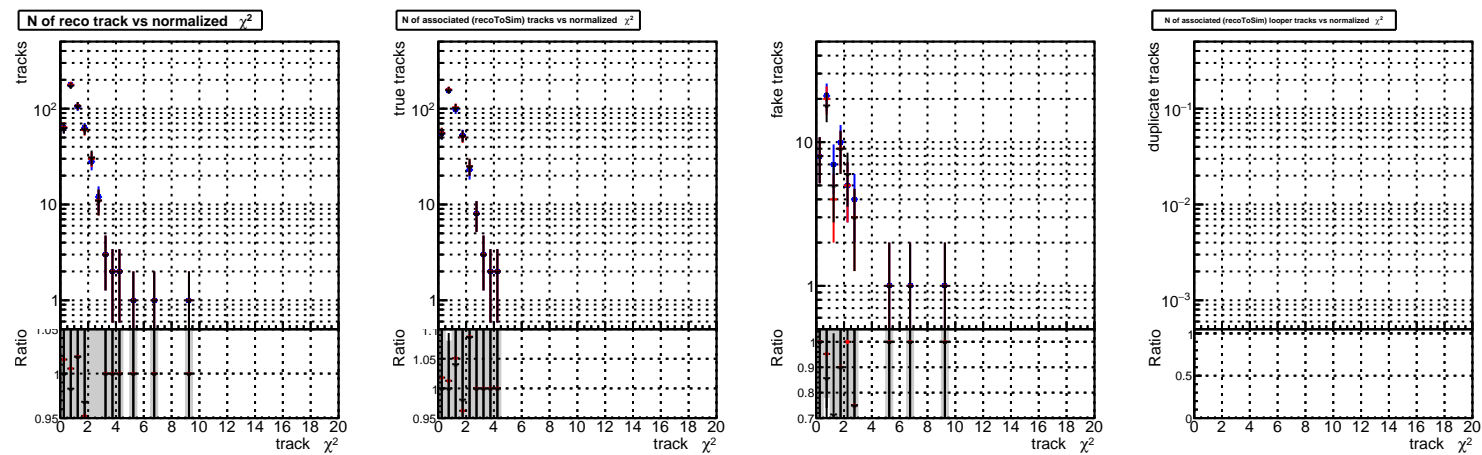 N of reco track vs normalized χ²
tracks
10²
10
1
Ratio
1.05
1
0.95
0 2 4 6 8 10 12 14 16 18 20
track χ²
N of associated (recoToSim) tracks vs normalized χ²
true tracks
10²
10
1
Ratio
1.1
1.05
1
0.95
0 2 4 6 8 10 12 14 16 18 20
track χ²
fake tracks
10
1
Ratio
1
0.9
0.8
0.7
0 2 4 6 8 10 12 14 16 18 20
track χ²
N of associated (recoToSim) looper tracks vs normalized χ²
duplicate tracks
10⁻¹
10⁻²
10⁻³
Ratio
1
0.5
0
0 2 4 6 8 10 12 14 16 18 20
track χ²